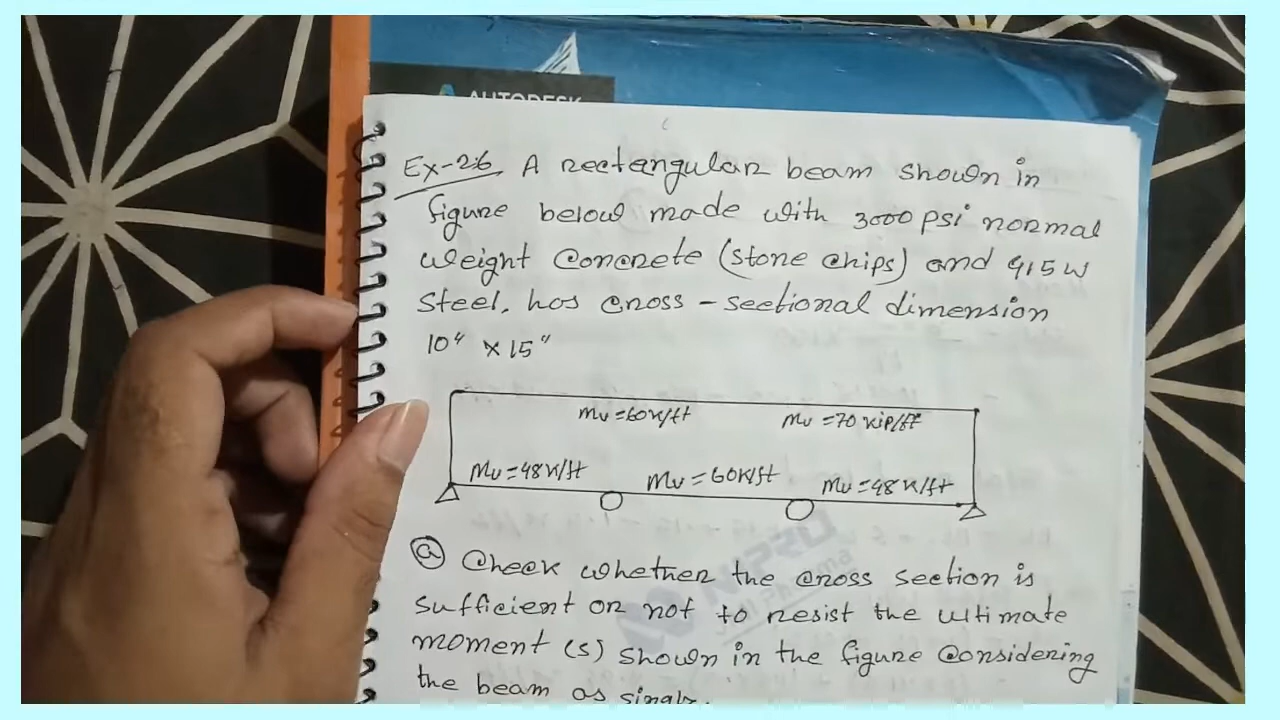 AUTODESK
Ex-26. A rectangular beam shown in
figure below made with 3000 psi normal
weight concrete (stone chips) and 415 W
steel, has cross-sectional dimension
10" x 15"
Mu = 60 k/ft Mu = 70 kip/ft
Mu = 48 k/ft Mu = 60 k/ft Mu = 48 k/ft
(a) Check whether the cross section is
sufficient or not to resist the ultimate
moment (s) shown in the figure considering
the beam as singly